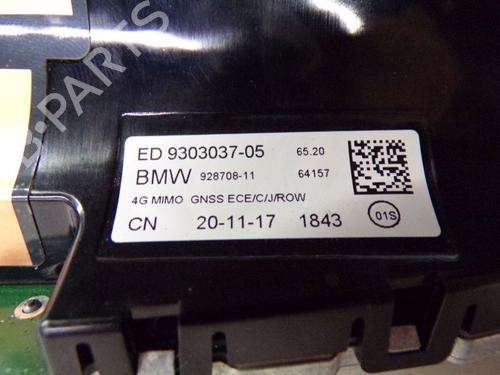 B-PARTS
ED 9303037-05 65.20
BMW 928708-11 64157
4G MIMO GNSS ECE/C/J/ROW
CN 20-11-17 1843 01S